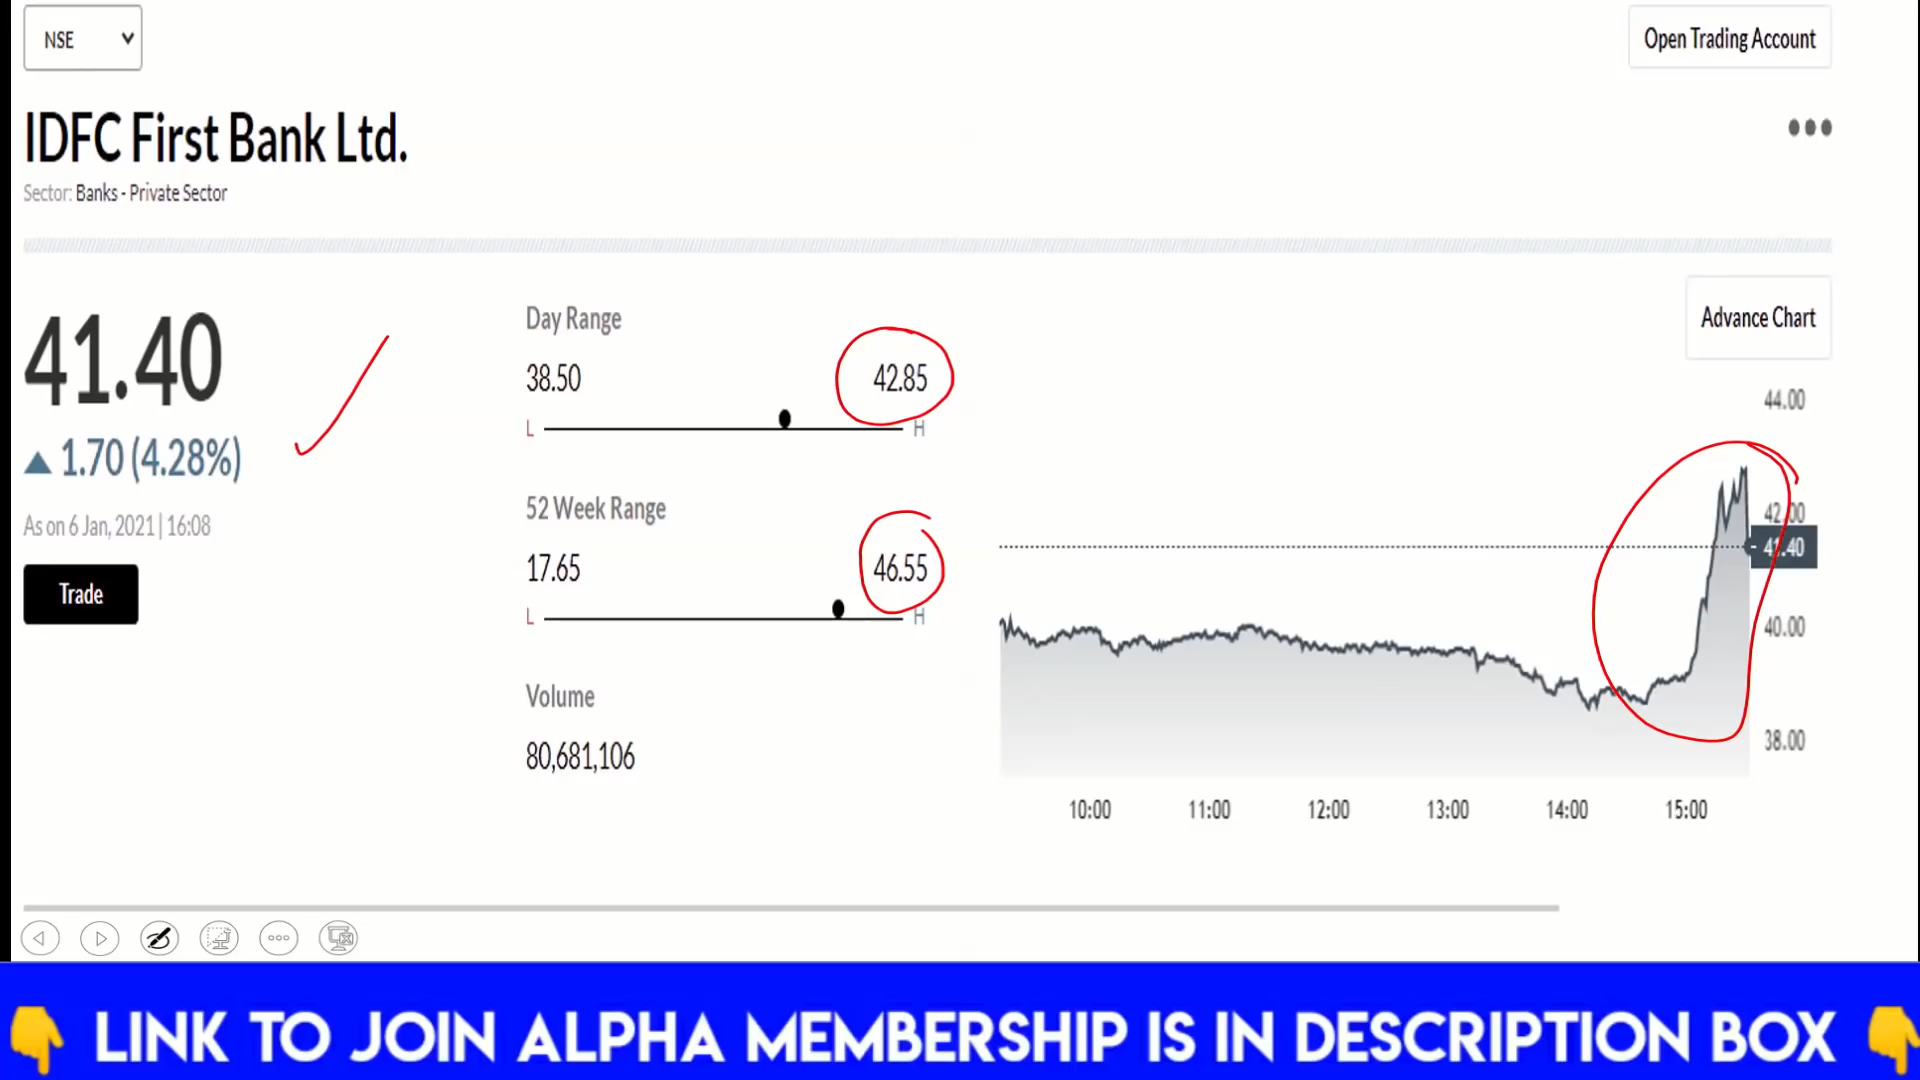 NSE
Open Trading Account
IDFC First Bank Ltd.
Sector: Banks - Private Sector
41.40
1.70 (4.28%)
As on 6 Jan, 2021 | 16:08
Trade
Day Range
38.50 42.85
L H
52 Week Range
17.65 46.55
L H
Volume
80,681,106
Advance Chart
44.00
42.00
41.40
40.00
38.00
10:00 11:00 12:00 13:00 14:00 15:00
LINK TO JOIN ALPHA MEMBERSHIP IS IN DESCRIPTION BOX